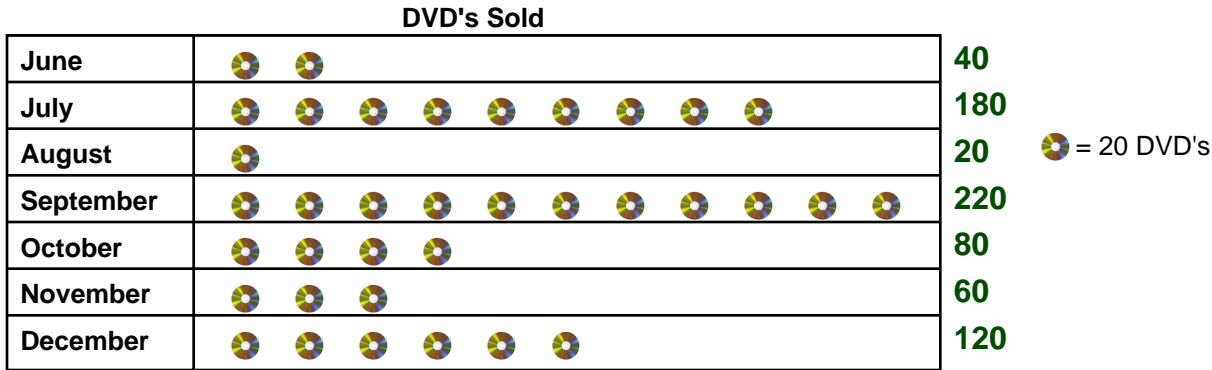 DVD's Sold
June 40
July 180
August 20 = 20 DVD's
September 220
October 80
November 60
December 120